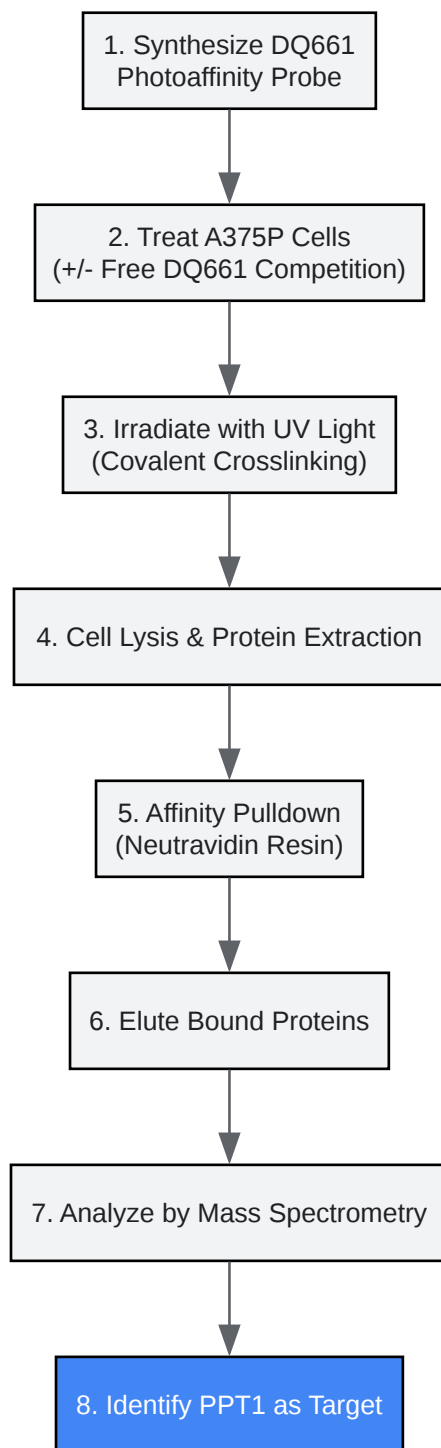 1. Synthesize DQ661
Photoaffinity Probe
2. Treat A375P Cells
(+/- Free DQ661 Competition)
3. Irradiate with UV Light
(Covalent Crosslinking)
4. Cell Lysis & Protein Extraction
5. Affinity Pulldown
(Neutravidin Resin)
6. Elute Bound Proteins
7. Analyze by Mass Spectrometry
8. Identify PPT1 as Target